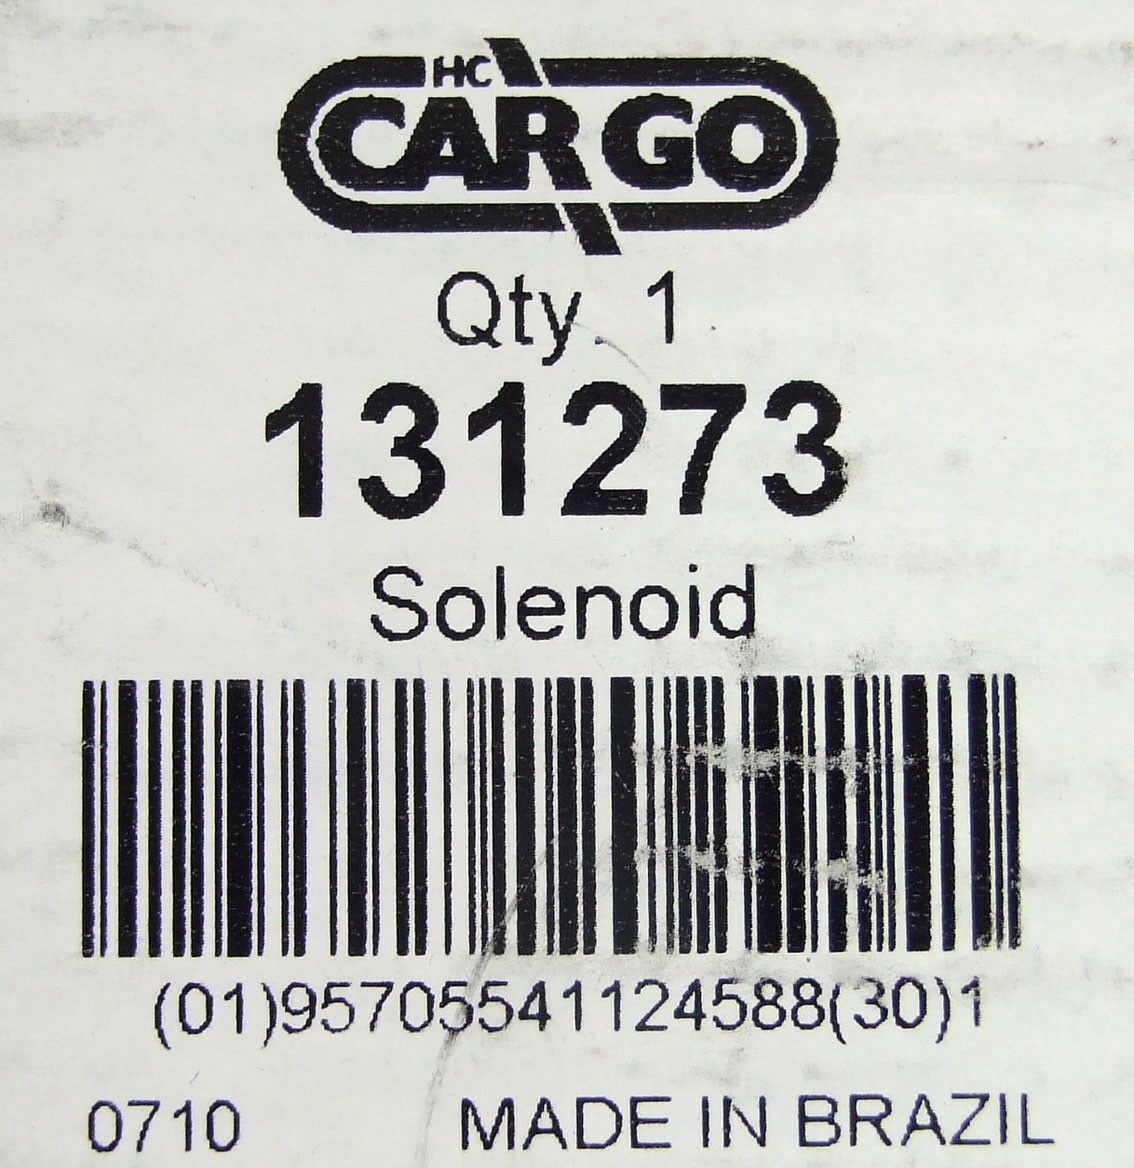 HC
CARGO
Qty. 1
131273
Solenoid
(01)95705541124588(30)1
0710 MADE IN BRAZIL